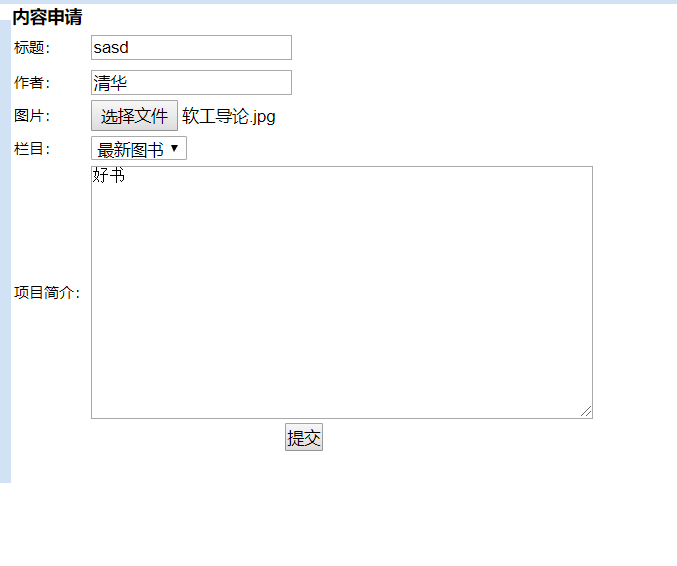 内容申请
标题：sasd
作者：清华
图片：选择文件 软工导论.jpg
栏目：最新图书
好书
项目简介：
提交